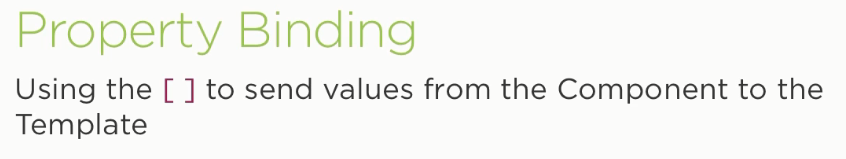 Property Binding
Using the [ ] to send values from the Component to the
Template